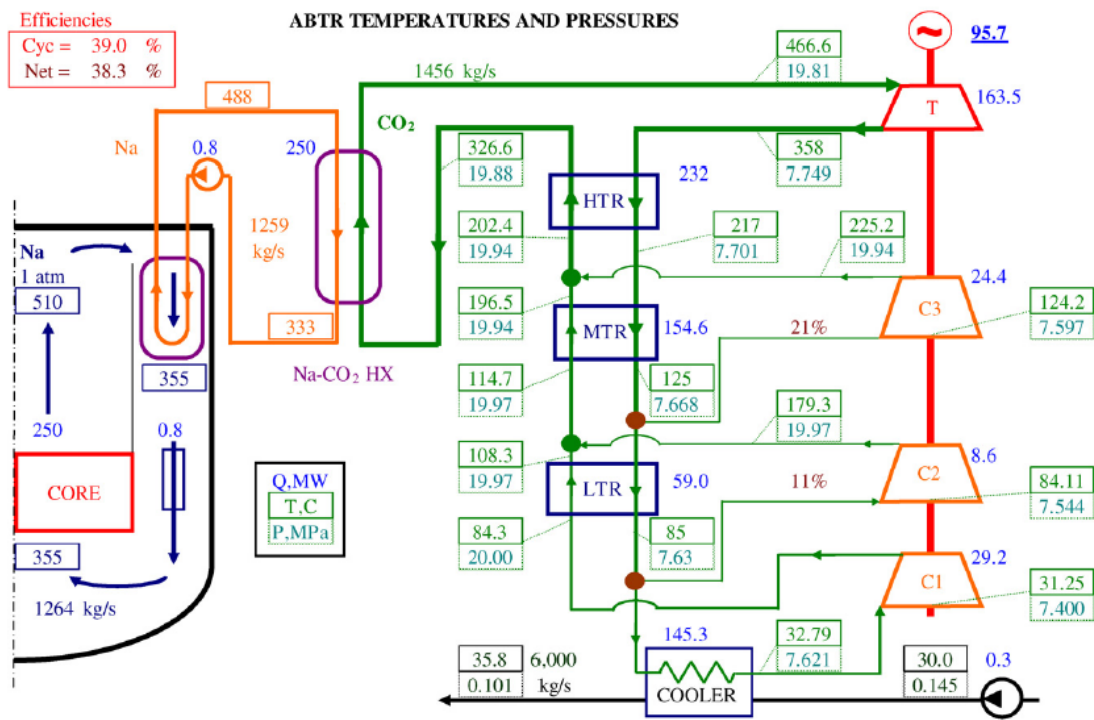 ABTR TEMPERATURES AND PRESSURES
Efficiencies
Cyc = 39.0 %
Net = 38.3 %
95.7
466.6
19.81
1456 kg/s
163.5
T
488
CO₂
Na
0.8
250
326.6
19.88
358
7.749
HTR
232
1259
kg/s
202.4
19.94
217
7.701
225.2
19.94
Na
1 atm
510
24.4
C3
124.2
7.597
196.5
19.94
MTR
154.6
21%
333
Na-CO₂ HX
355
114.7
19.97
125
7.668
179.3
19.97
250
0.8
108.3
19.97
8.6
C2
84.11
7.544
CORE
Q,MW
T,C
P,MPa
LTR
59.0
11%
84.3
20.00
85
7.63
355
1264 kg/s
29.2
C1
31.25
7.400
145.3
32.79
7.621
35.8
0.101
6,000
kg/s
COOLER
30.0
0.145
0.3